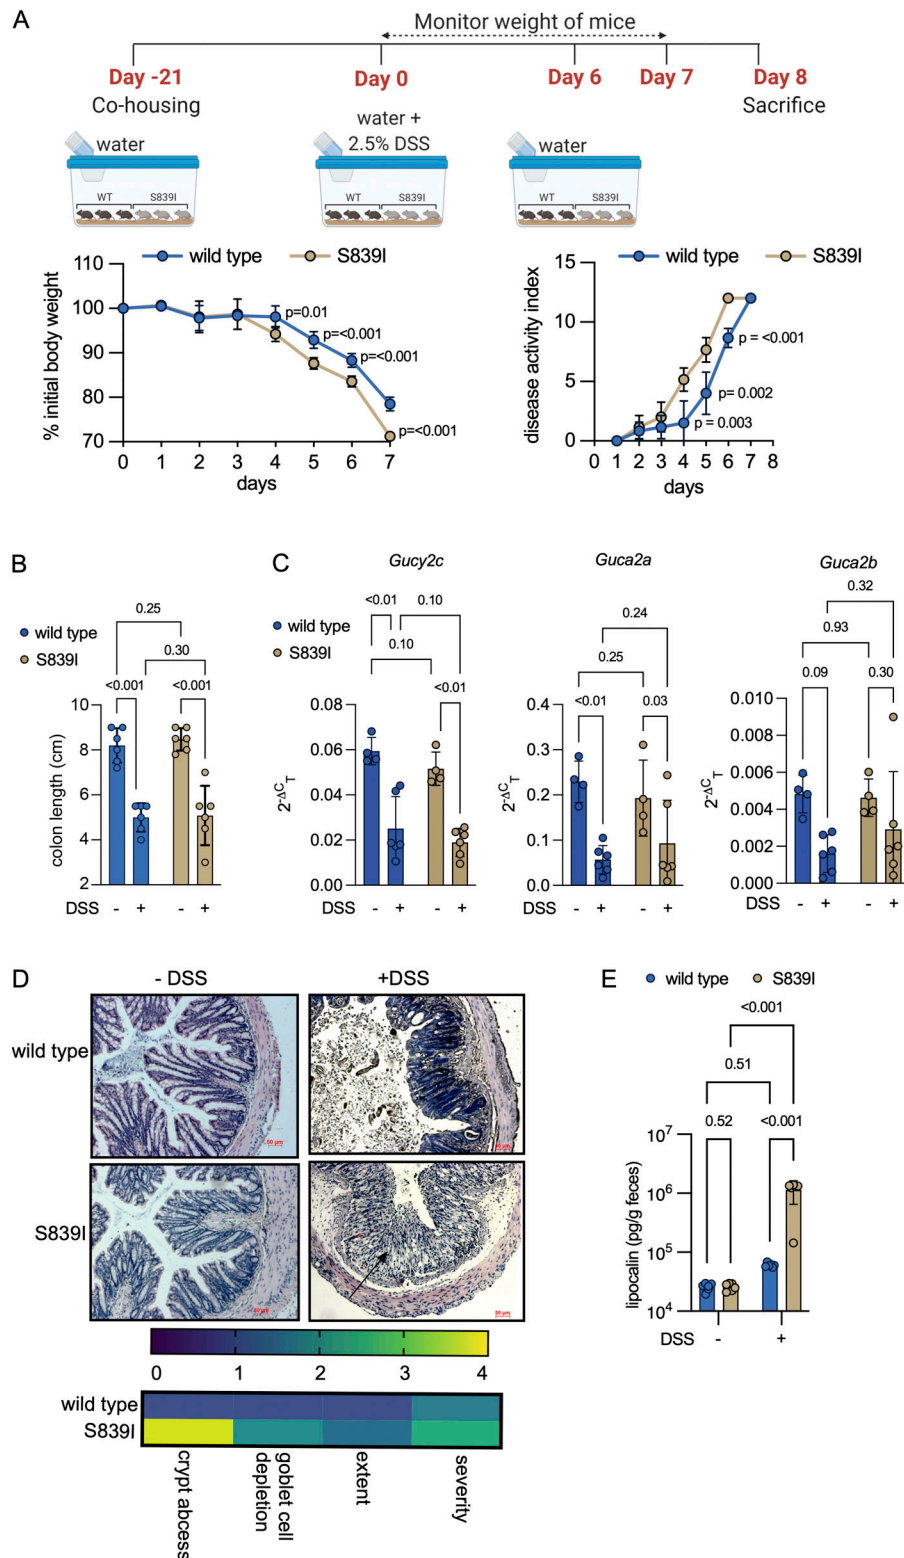 A
Monitor weight of mice
Day -21
Day 0
Day 6
Day 7
Day 8
Co-housing
Sacrifice
water +
2.5% DSS
water
water
WT S839I
WT S839I
WT S839I
wild type S839I
% initial body weight
110
100
90
80
70
p=0.01
p=<0.001
p=<0.001
p=<0.001
0 1 2 3 4 5 6 7
days
wild type S839I
disease activity index
15
10
5
0
p = <0.001
p= 0.002
p = 0.003
0 1 2 3 4 5 6 7 8
days
B
wild type
S839I
0.25
0.30
<0.001 <0.001
colon length (cm)
10
8
6
4
2
DSS - + - +
C
wild type
S839I
Gucy2c
<0.01 0.10
0.10
<0.01
2-ΔCT
0.06
0.04
0.02
0.00
DSS - + - +
Guca2a
0.24
0.25
<0.01 0.03
2-ΔCT
0.4
0.3
0.2
0.1
0.0
DSS - + - +
Guca2b
0.32
0.93
0.09 0.30
2-ΔCT
0.010
0.008
0.006
0.004
0.002
0.000
DSS - + - +
D
- DSS +DSS
wild type
S839I
50 µm
50 µm
50 µm
50 µm
0 1 2 3 4
wild type
S839I
crypt abcess
goblet cell
depletion
extent
severity
E
wild type S839I
<0.001
0.51
0.52 <0.001
lipocalin (pg/g feces)
10⁷
10⁶
10⁵
10⁴
DSS - +